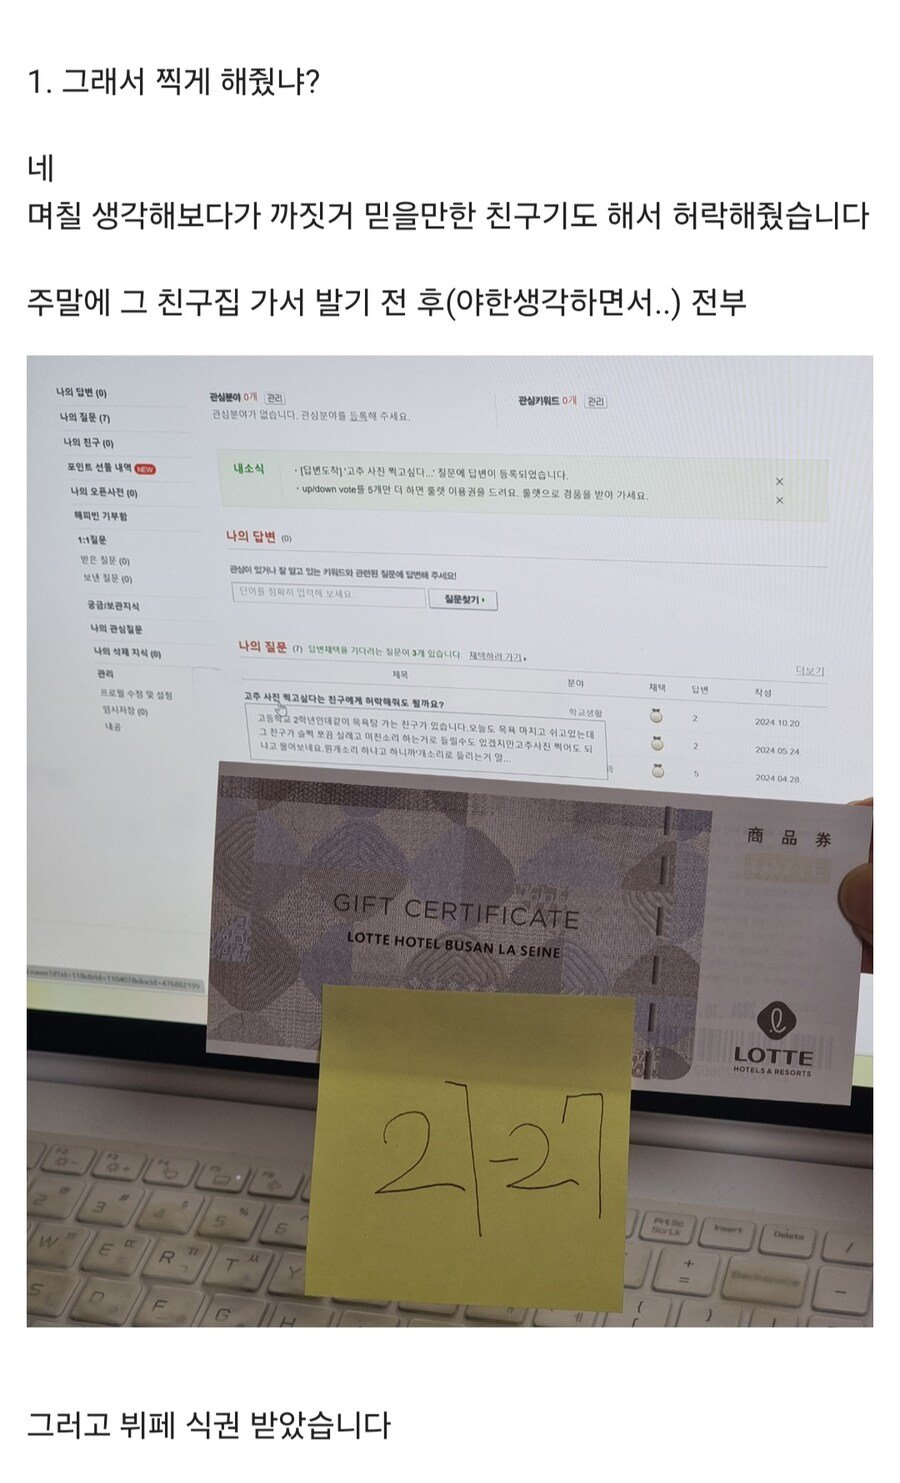 1. 그래서 찍게 해줬냐?
네
며칠 생각해보다가 까짓거 믿을만한 친구기도 해서 허락해줬습니다
주말에 그 친구집 가서 발기 전 후(야한생각하면서..) 전부
나의 답변 (0)
나의 질문 (7)
나의 친구 (0)
포인트 선물 내역 NEW
나의 오픈사전 (0)
해피빈 기부함
1:1질문
받은 질문 (0)
보낸 질문 (0)
궁금/보관지식
나의 관심질문
나의 삭제 지식 (0)
관리
프로필 수정 및 설정
임시저장 (0)
내공
관심분야 0개 관리
관심분야가 없습니다. 관심분야를 등록해 주세요.
관심키워드 0개 관리
내소식
· [답변도착] '고추 사진 찍고싶다...' 질문에 답변이 등록되었습니다.
· up/down vote를 5개만 더 하면 룰렛 이용권을 드려요. 룰렛으로 경품을 받아 가세요.
나의 답변 (0)
관심이 있거나 잘 알고 있는 키워드와 관련된 질문에 답변해 주세요!
단어를 정확히 입력해 보세요.
질문찾기
나의 질문 (7) 답변채택을 기다리는 질문이 3개 있습니다. 채택하러 가기
더보기
제목 분야 채택 답변 작성
고추 사진 찍고싶다는 친구에게 허락해줘도 될까요? 학교생활 2 2024.10.20
고등학교 2학년인데같이 목욕탕 가는 친구가 있습니다.오늘도 목욕 마치고 쉬고있는데
그 친구가 슬쩍 쪼끔 실례고 미친소리 하는거로 들릴수도 있겠지만고추사진 찍어도 되
냐고 물어보네요.뭔개소리 하냐고 하니까'개소리로 들리는거 알...
2 2024.05.24
5 2024.04.28
商品券
GIFT CERTIFICATE
LOTTE HOTEL BUSAN LA SEINE
LOTTE
HOTELS & RESORTS
21-27
PrtSc
ScrLk
Insert
Delete
Backspace
W E R T Y
S D F G H
그러고 뷔페 식권 받았습니다